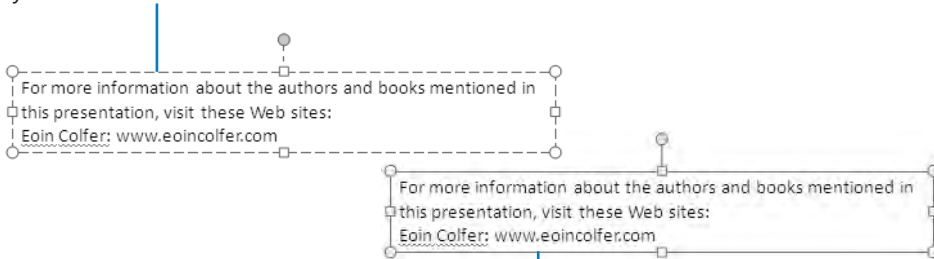 For more information about the authors and books mentioned in
this presentation, visit these Web sites:
Eoin Colfer: www.eoincolfer.com
For more information about the authors and books mentioned in
this presentation, visit these Web sites:
Eoin Colfer: www.eoincolfer.com